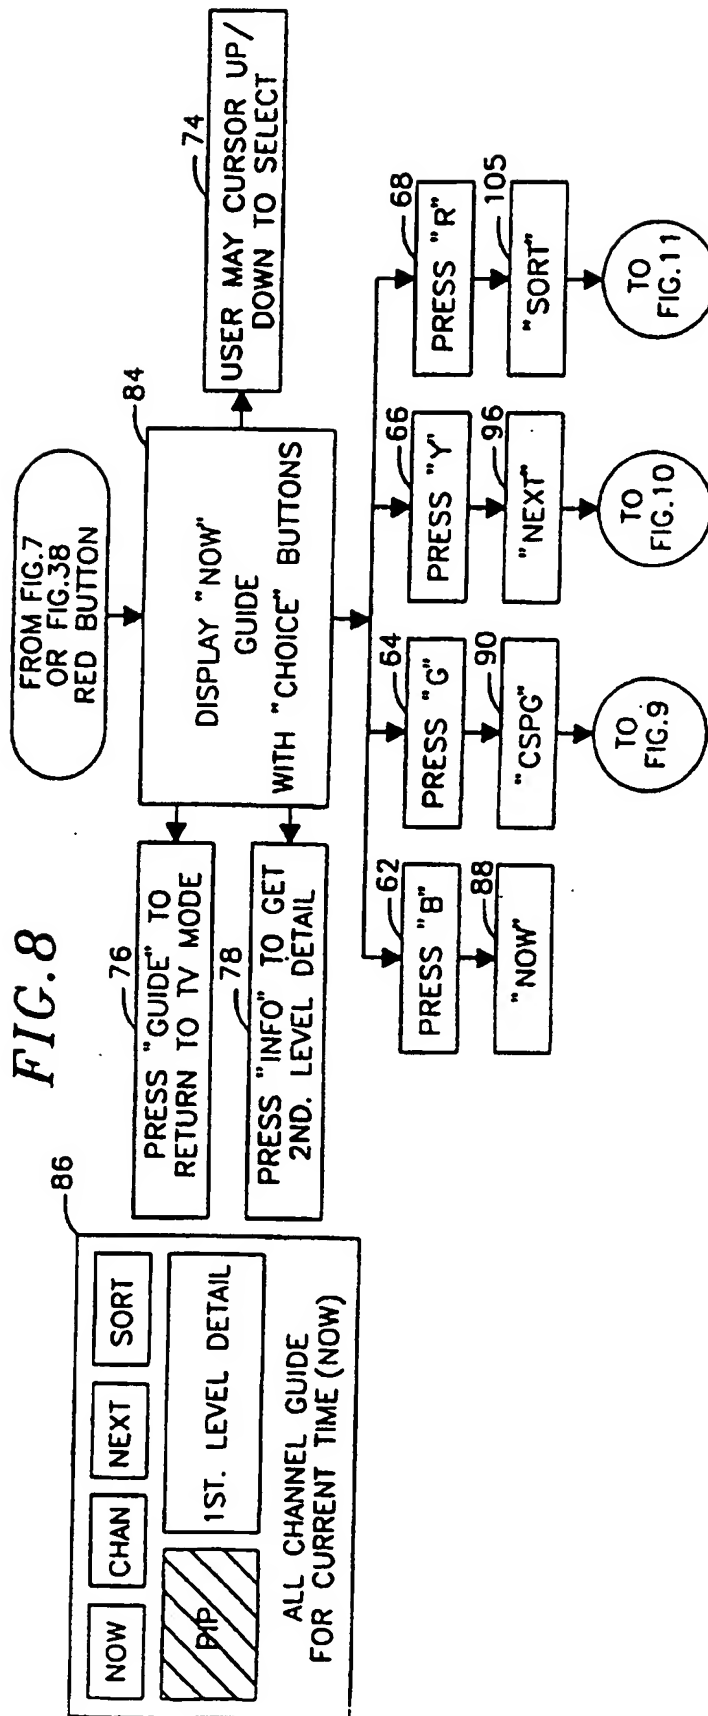 FIG.8
86
NOW
CHAN
NEXT
SORT
PIP
1ST. LEVEL DETAIL
ALL CHANNEL GUIDE
FOR CURRENT TIME (NOW)
FROM FIG.7
OR FIG.38
RED BUTTON
84
DISPLAY "NOW"
GUIDE
WITH "CHOICE" BUTTONS
76
PRESS "GUIDE" TO
RETURN TO TV MODE
78
PRESS "INFO" TO GET
2ND. LEVEL DETAIL
74
USER MAY CURSOR UP/
DOWN TO SELECT
62
PRESS "B"
88
"NOW"
64
PRESS "G"
90
"CSPG"
TO
FIG.9
66
PRESS "Y"
96
"NEXT"
TO
FIG.10
68
PRESS "R"
105
"SORT"
TO
FIG.11